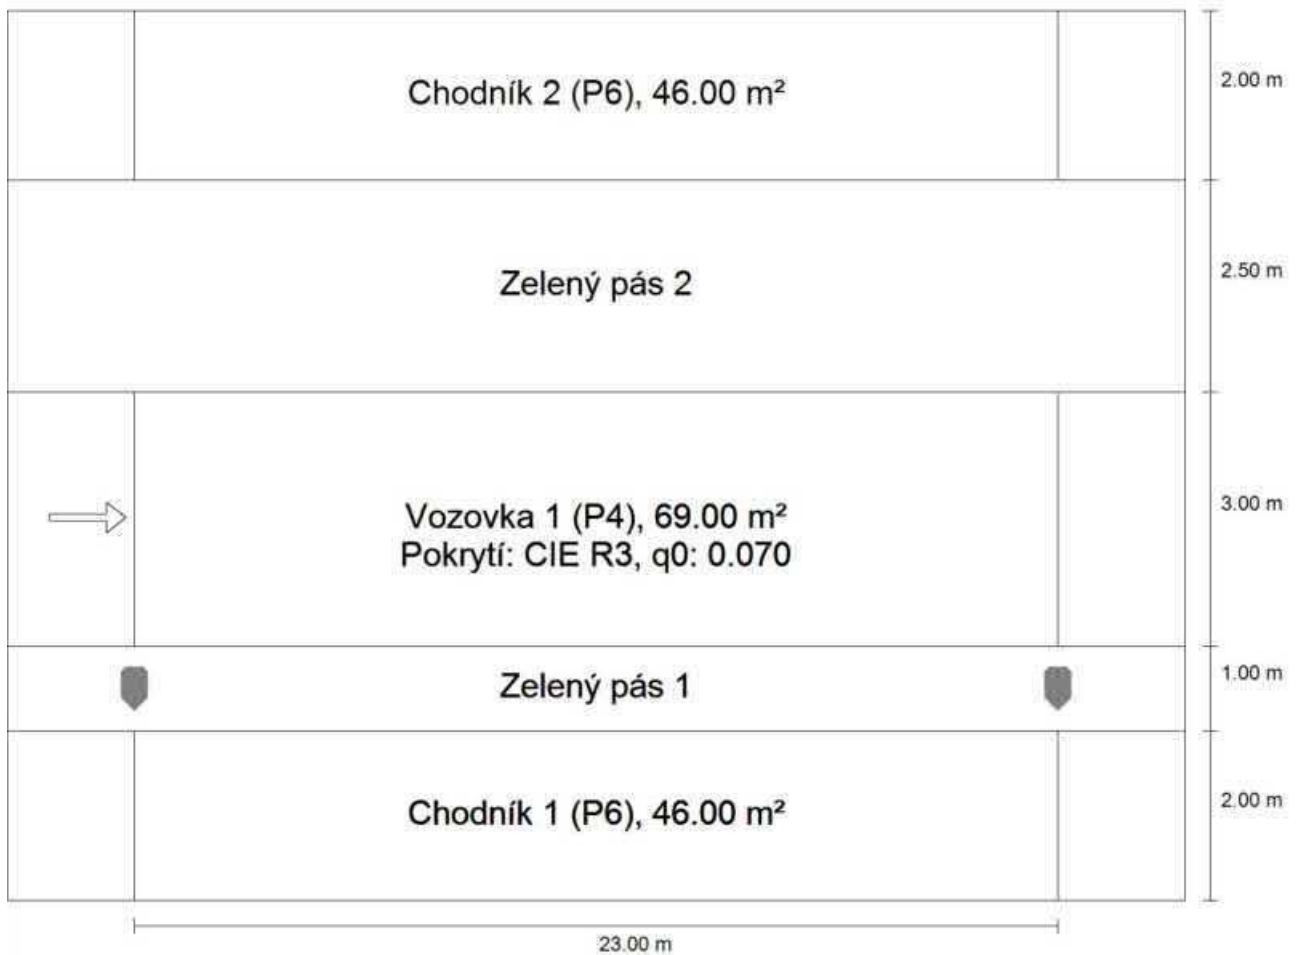 Chodník 2 (P6), 46.00 m²
2.00 m
Zelený pás 2
2.50 m
Vozovka 1 (P4), 69.00 m²
Pokrytí: CIE R3, q0: 0.070
3.00 m
Zelený pás 1
1.00 m
Chodník 1 (P6), 46.00 m²
2.00 m
23.00 m